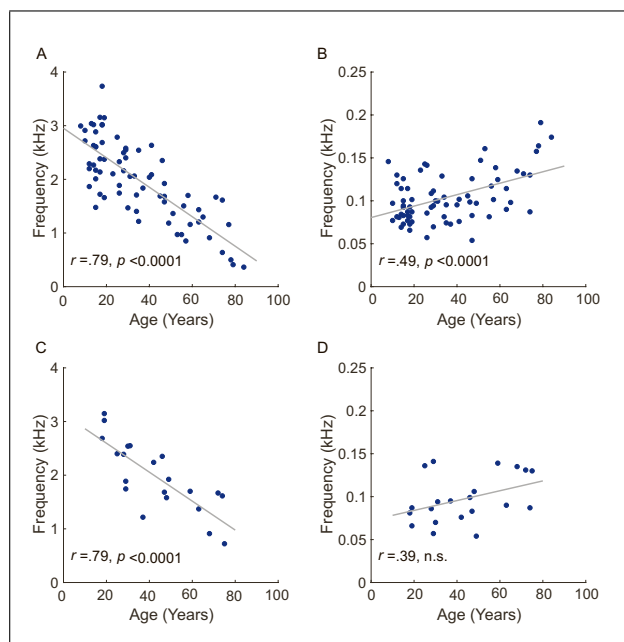 A
Frequency (kHz)
4
3
2
1
0
r =.79, p <0.0001
0 20 40 60 80 100
Age (Years)
B
Frequency (kHz)
0.25
0.2
0.15
0.1
0.05
0
r =.49, p <0.0001
0 20 40 60 80 100
Age (Years)
C
Frequency (kHz)
4
3
2
1
0
r =.79, p <0.0001
0 20 40 60 80 100
Age (Years)
D
Frequency (kHz)
0.25
0.2
0.15
0.1
0.05
0
r =.39, n.s.
0 20 40 60 80 100
Age (Years)